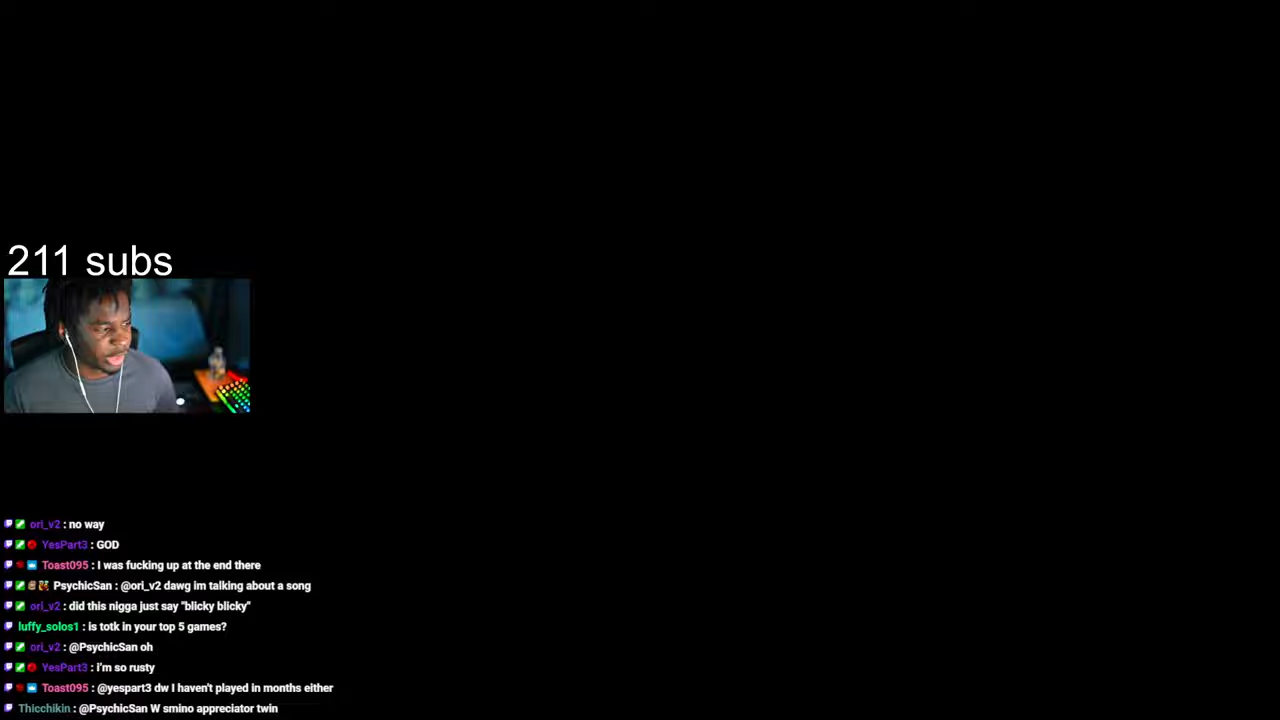 211 subs
ori_v2 : no way
YesPart3 : GOD
Toast095 : I was fucking up at the end there
PsychicSan : @ori_v2 dawg im talking about a song
ori_v2 : did this nigga just say "blicky blicky"
luffy_solos1 : is totk in your top 5 games?
ori_v2 : @PsychicSan oh
YesPart3 : i'm so rusty
Toast095 : @yespart3 dw I haven't played in months either
Thicchikin : @PsychicSan W smino appreciator twin